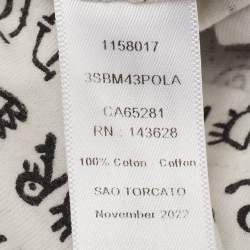 1158017
3SBM43POLA
CA65281
RN : 143628
100% Coton Cotton
SAO TORCATO
November 2022